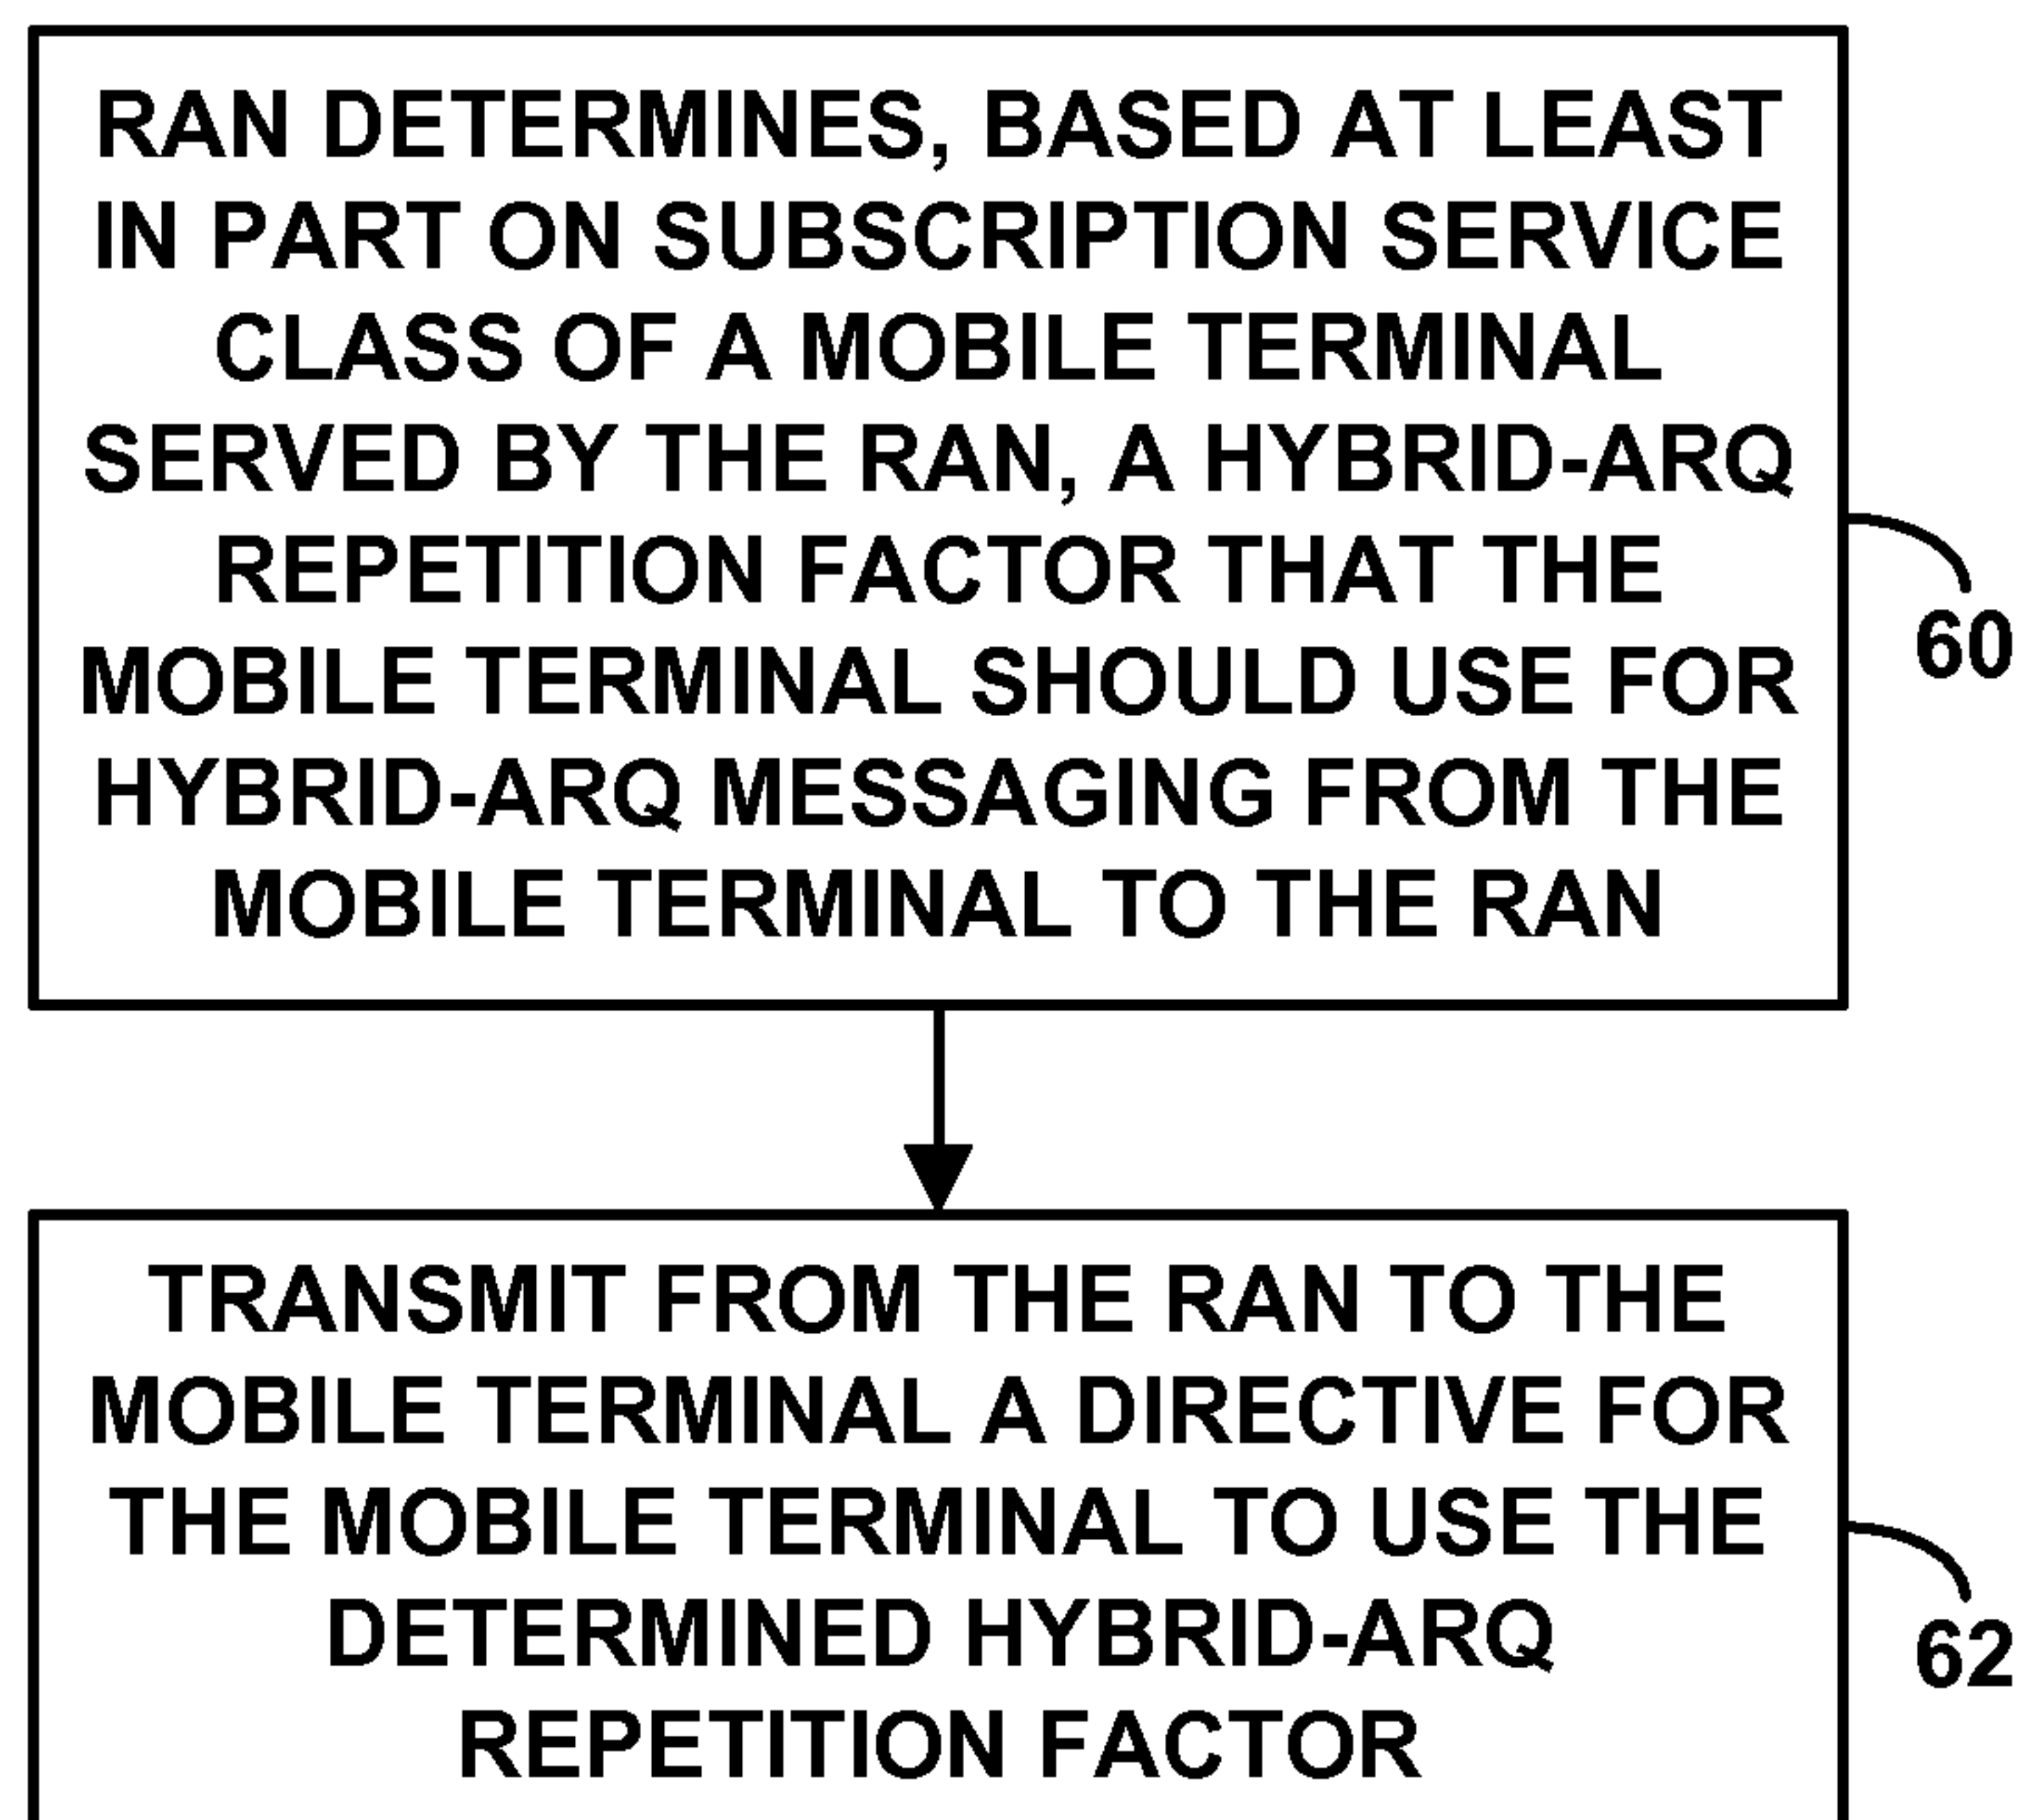 RAN DETERMINES, BASED AT LEAST
IN PART ON SUBSCRIPTION SERVICE
CLASS OF A MOBILE TERMINAL
SERVED BY THE RAN, A HYBRID-ARQ
REPETITION FACTOR THAT THE
MOBILE TERMINAL SHOULD USE FOR
HYBRID-ARQ MESSAGING FROM THE
MOBILE TERMINAL TO THE RAN
60
TRANSMIT FROM THE RAN TO THE
MOBILE TERMINAL A DIRECTIVE FOR
THE MOBILE TERMINAL TO USE THE
DETERMINED HYBRID-ARQ
REPETITION FACTOR
62